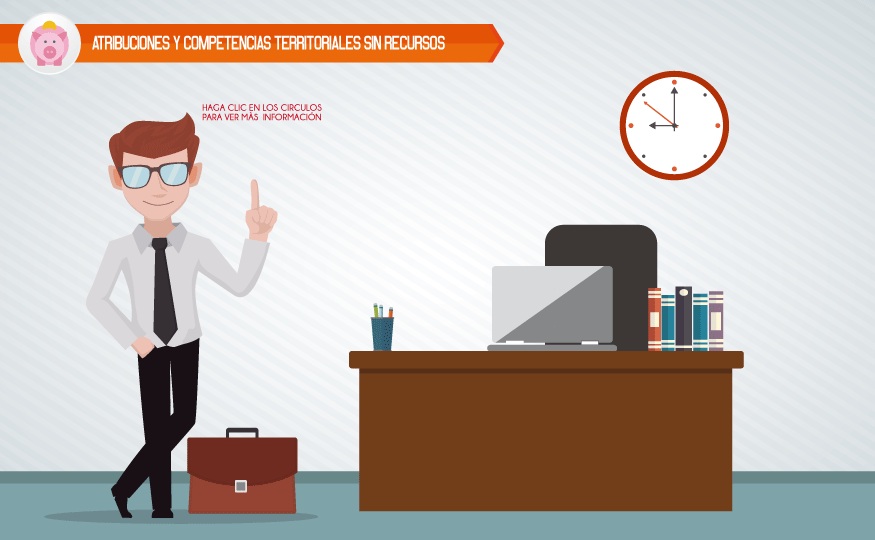 ATRIBUCIONES Y COMPETENCIAS TERRITORIALES SIN RECURSOS
HAGA CLIC EN LOS CIRCULOS
PARA VER MÁS INFORMACIÓN